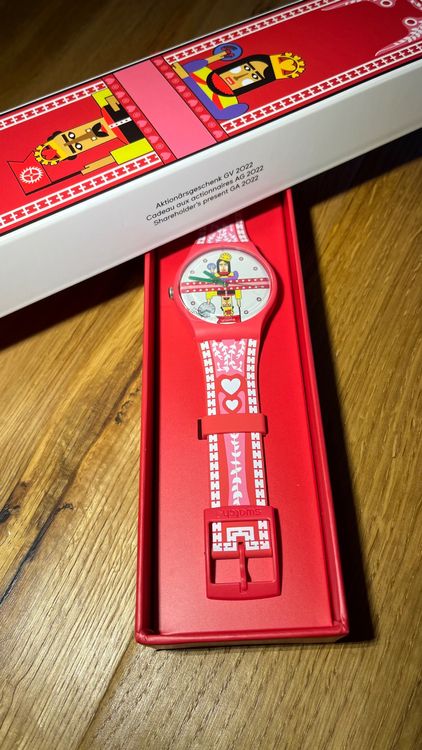 Aktionärsgeschenk GV 2022
Cadeau aux actionnaires AG 2022
Shareholder's present GA 2022
swatch